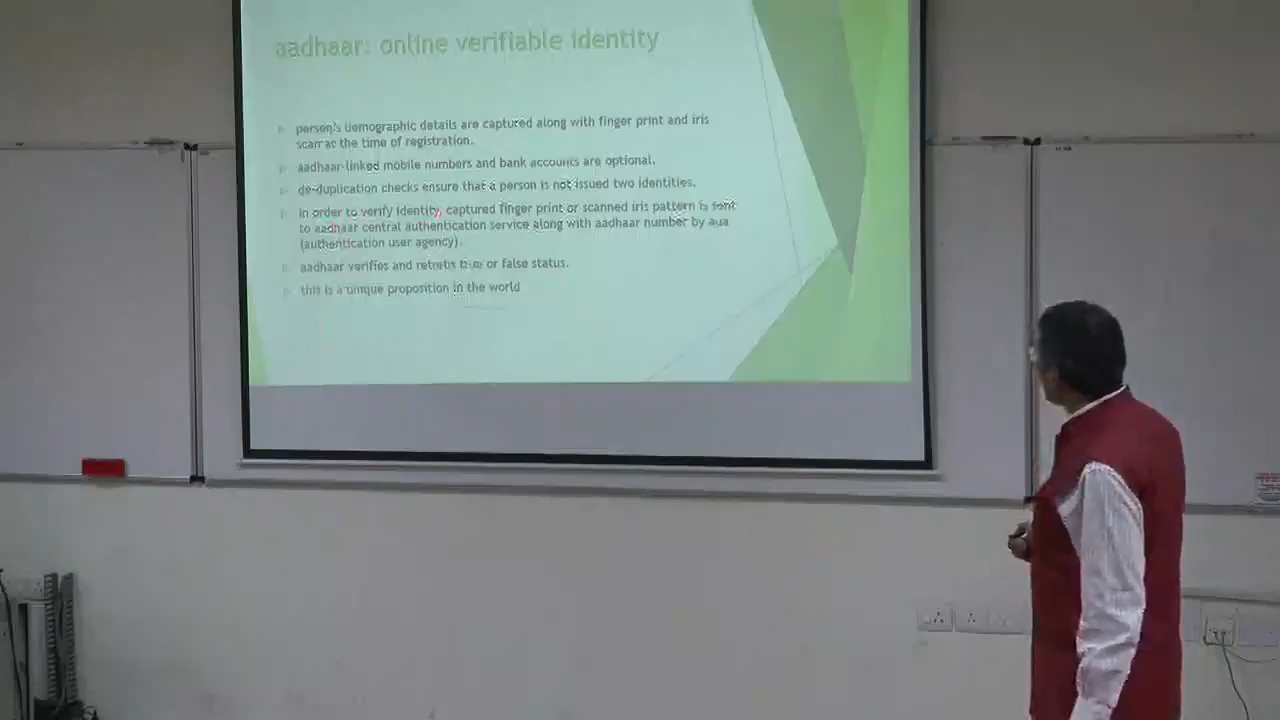 aadhaar: online verifiable identity
person's demographic details are captured along with finger print and iris
scan at the time of registration.
aadhaar-linked mobile numbers and bank accounts are optional.
de-duplication checks ensure that a person is not issued two identities.
in order to verify identity, captured finger print or scanned iris pattern is sent
to aadhaar central authentication service along with aadhaar number by aua
(authentication user agency).
aadhaar verifies and returns true or false status.
this is a unique proposition in the world